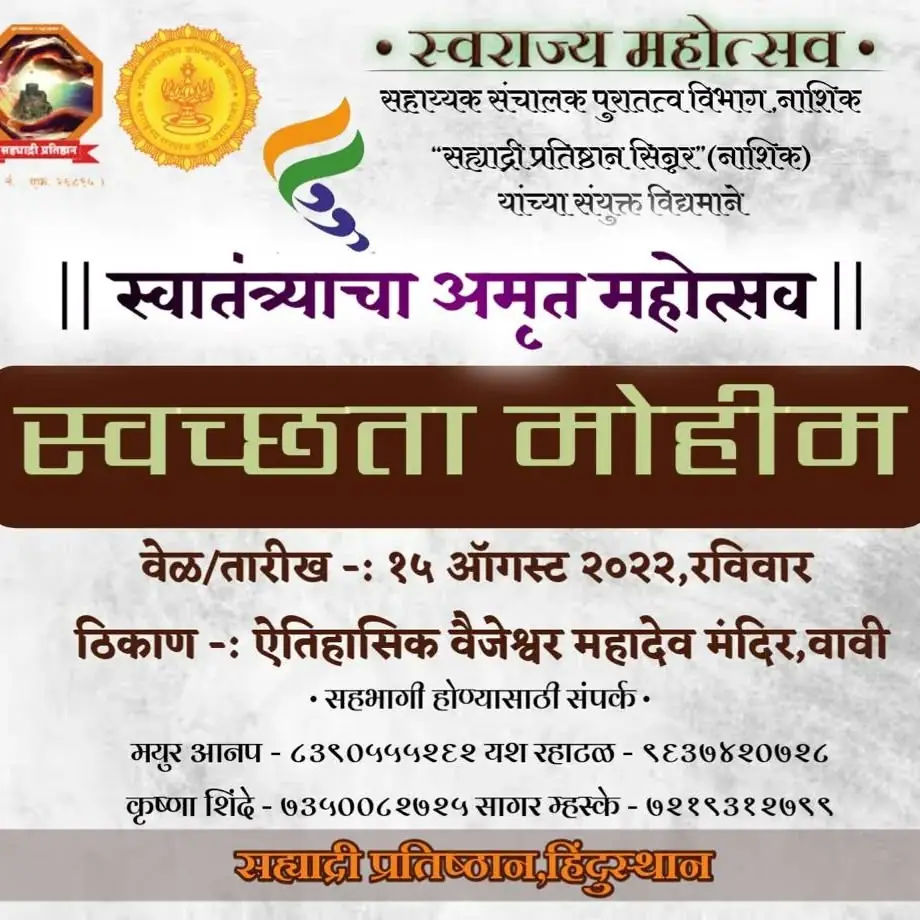 • स्वराज्य महोत्सव •
सहाय्यक संचालक पुरातत्व विभाग,नाशिक
“सह्याद्री प्रतिष्ठान सिन्नर”(नाशिक)
यांच्या संयुक्त विद्यमाने
सह्याद्री प्रतिष्ठान
|| स्वातंत्र्याचा अमृत महोत्सव ||
स्वच्छता मोहीम
वेळ/तारीख -: १५ ऑगस्ट २०२२,रविवार
ठिकाण -: ऐतिहासिक वैजेश्वर महादेव मंदिर,वावी
• सहभागी होण्यासाठी संपर्क •
मयुर आनप - ८३९०५५५२६२ यश रहाटळ - ९६३७४२०७२८
कृष्णा शिंदे - ७३५००८२७२५ सागर म्हस्के - ७२१९३१२७९९
सह्याद्री प्रतिष्ठान,हिंदुस्थान